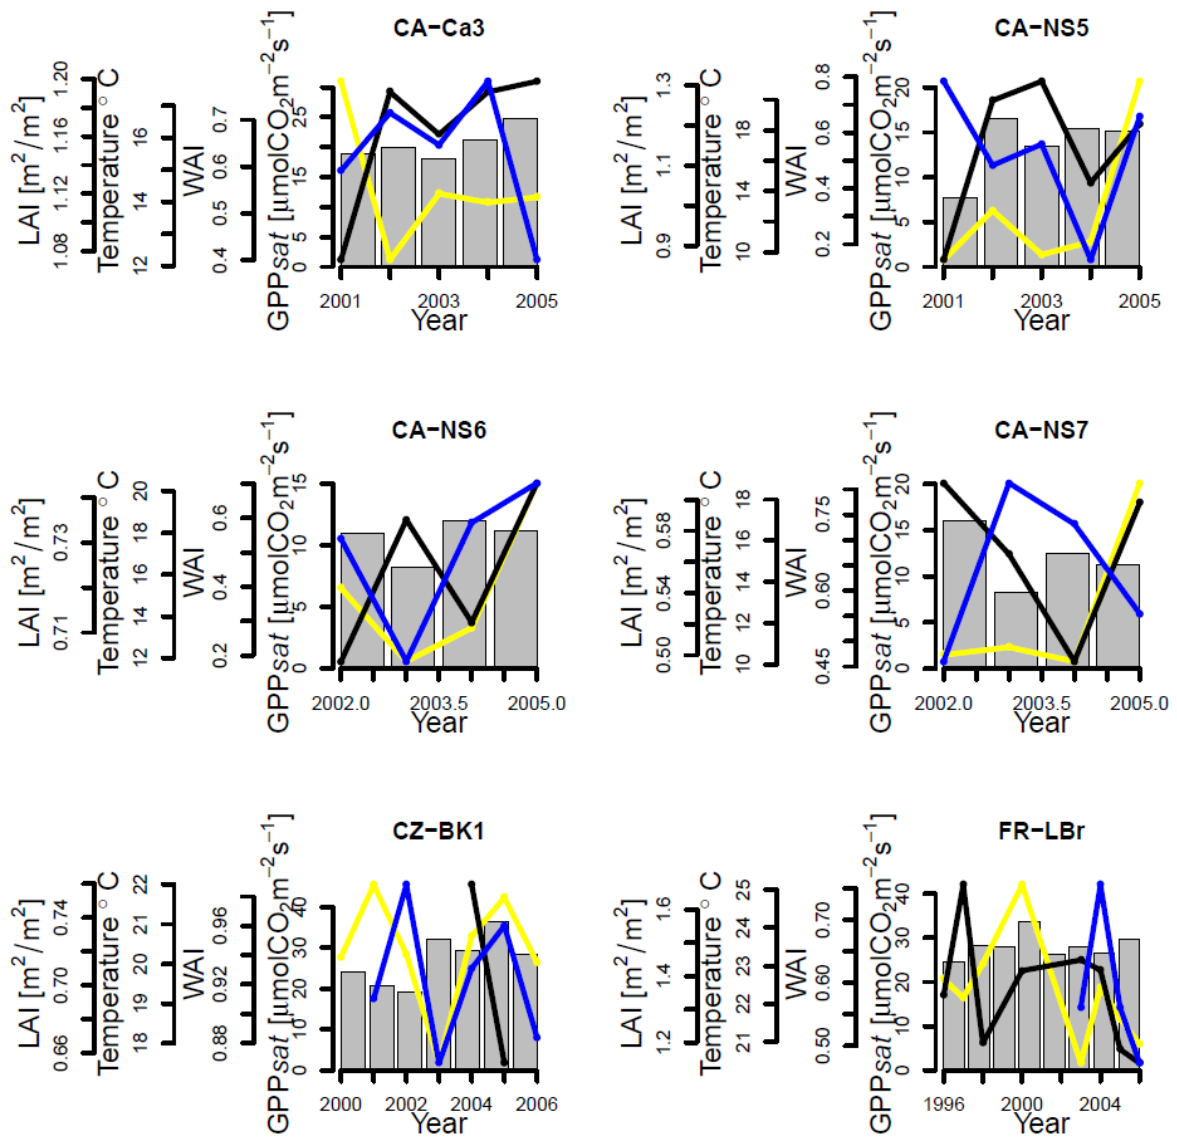 CA−Ca3
LAI [m²/m²]
1.08 1.12 1.16 1.20
Temperature ° C
12 14 16
WAI
0.4 0.5 0.6 0.7
GPPsat [µmolCO₂m⁻²s⁻¹]
0 5 15 25
2001 2003 2005
Year
CA−NS5
LAI [m²/m²]
0.9 1.1 1.3
Temperature ° C
10 14 18
WAI
0.2 0.4 0.6 0.8
GPPsat [µmolCO₂m⁻²s⁻¹]
0 5 10 15 20
2001 2003 2005
Year
CA−NS6
LAI [m²/m²]
0.71 0.73
Temperature ° C
12 14 16 18 20
WAI
0.2 0.4 0.6
GPPsat [µmolCO₂m⁻²s⁻¹]
0 5 10 15
2002.0 2003.5 2005.0
Year
CA−NS7
LAI [m²/m²]
0.50 0.54 0.58
Temperature ° C
10 12 14 16 18
WAI
0.45 0.60 0.75
GPPsat [µmolCO₂m⁻²s⁻¹]
0 5 10 15 20
2002.0 2003.5 2005.0
Year
CZ−BK1
LAI [m²/m²]
0.66 0.70 0.74
Temperature ° C
18 19 20 21 22
WAI
0.88 0.92 0.96
GPPsat [µmolCO₂m⁻²s⁻¹]
0 10 20 30 40
2000 2002 2004 2006
Year
FR−LBr
LAI [m²/m²]
1.2 1.4 1.6
Temperature ° C
21 22 23 24 25
WAI
0.50 0.60 0.70
GPPsat [µmolCO₂m⁻²s⁻¹]
0 10 20 30 40
1996 2000 2004
Year